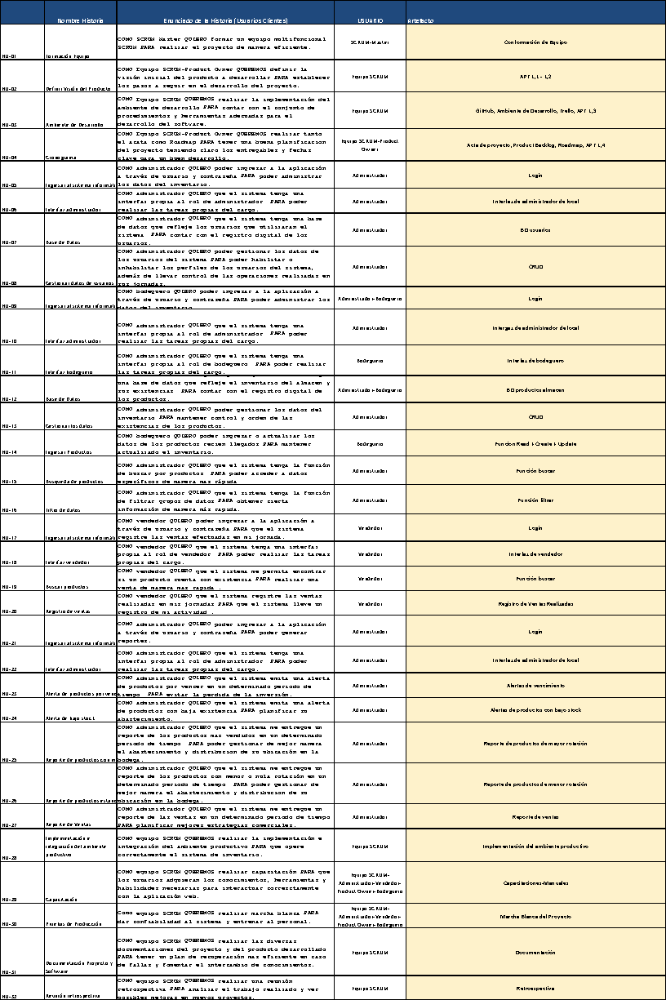 Nombre Historia	Enunciado de la Historia (Usuarios Clientes)	USUARIO	Artefacto
HU-01	Formación Equipo	COMO SCRUM Master QUIERO formar un equipo multifuncional
SCRUM PARA realizar el proyecto de manera eficiente.	SCRUM-Master	Conformación de Equipo
HU-02	Definir Visión del Producto	COMO Equipo SCRUM-Product Owner QUEREMOS definir la
visión inicial del producto a desarrollar PARA establecer
los pasos a seguir en el desarrollo del proyecto.	Equipo SCRUM	APT 1,1 - 1,2
HU-03	Ambiente de Desarrollo	COMO Equipo SCRUM QUEREMOS realizar la implementación del
ambiente de desarrollo PARA contar con el conjunto de
procedimientos y herramientas adecuadas para el
desarrollo del software.	Equipo SCRUM	GitHub, Ambiente de Desarrollo, Trello, APT 1,3
HU-04	Cronograma	COMO Equipo SCRUM-Product Owner QUEREMOS realizar tanto
el Acata como Roadmap PARA tener una buena planificacion
del proyecto teniendo claro los entregables y fechas
clave para un buen desarrollo.	Equipo SCRUM-Product
Owner	Acta de proyecto, Product Backlog, Roadmap, APT 1,4
HU-05	Ingresar al sistema informati	COMO administrador QUIERO poder ingresar a la aplicación
a través de usuario y contraseña PARA poder administrar
los datos del inventario.	Administrador	Login
HU-06	Interfaz administrador	COMO administrador QUIERO que el sistema tenga una
interfas propia al rol de administrador PARA poder
realisar las tareas propias del cargo.	Administrador	Interfaz de administrador de local
HU-07	Base de Datos	COMO administrador QUIERO que el sistema tenga una base
de datos que refleje los usuarios que utilisaran el
sistema PARA contar con el registro digital de los
usuarios.	Administrador	BD usuarios
HU-08	Gestionar datos de usuarios	COMO administrador QUIERO poder gestionar los datos de
los usuarios del sistema PARA poder habilitar o
inhabilitar los perfiles de los usuarios del sistema,
además de llevar control de las operaciones realisadas en
sus jornadas.	Administrador	CRUD
HU-09	Ingresar al sistema informati	COMO bodeguero QUIERO poder ingresar a la aplicación a
través de usuario y contraseña PARA poder administrar los
datos del inventario.	Administrador-Bodeguero	Login
HU-10	Interfaz administrador	COMO administrador QUIERO que el sistema tenga una
interfas propia al rol de administrador PARA poder
realisar las tareas propias del cargo.	Administrador	Intergaz de administrador de local
HU-11	Interfaz bodeguero	COMO administrador QUIERO que el sistema tenga una
interfas propia al rol de bodeguero PARA poder realisar
las tareas propias del cargo.	Bodeguero	Interfaz de bodeguero
HU-12	Base de Datos	una base de datos que refleje el inventario del almacen y
sus existencias PARA contar con el registro digital de
los productos.	Administrador-Bodeguero	BD productos almacen
HU-13	Gestionar los datos	COMO administrador QUIERO poder gestionar los datos del
inventario PARA mantener control y orden de las
existencias de los productos.	Administrador	CRUD
HU-14	Ingresar Productos	COMO bodeguero QUIERO poder ingresar o actualisar los
datos de los productos recien llegados PARA mantener
actualisado el inventario.	Bodeguero	Funcion Read + Create + Update
HU-15	Busqueda de productos	COMO administrador QUIERO que el sistema tenga la función
de buscar por productos PARA poder acceder a datos
específicos de manera mas rápida	Administrador	Función buscar
HU-16	Filtro de datos	COMO administrador QUIERO que el sistema tenga la función
de filtrar grupos de datos PARA obtener cierta
información de manera más rapida.	Administrador	Función filtrar
HU-17	Ingresar al sistema informati	COMO vendedor QUIERO poder ingresar a la aplicación a
través de usuario y contraseña PARA que el sistema
registre las ventas efectuadas en mi jornada.	Vendedor	Login
HU-18	Interfaz vendedor	COMO vendedor QUIERO que el sistema tenga una interfas
propia al rol de vendedor PARA poder realisar las tareas
propias del cargo.	Vendedor	Interfaz de vendedor
HU-19	Buscar productos	COMO vendedor QUIERO que el sistema me permita encontrar
si un producto cuenta con existencia PARA realizar una
venta de manera mas rapida .	Vendedor	Función buscar
HU-20	Registro de ventas	COMO vendedor QUIERO que el sistema registre las ventas
realisadas en mis jornadas PARA que el sistema lleve un
registro de mi actividad .	Vendedor	Registro de Ventas Realizadas
HU-21	Ingresar al sistema informati	COMO administrador QUIERO poder ingresar a la aplicación
a través de usuario y contraseña PARA poder generar
reportes.	Administrador	Login
HU-22	Interfaz administrador	COMO administrador QUIERO que el sistema tenga una
interfas propia al rol de administrador PARA poder
realisar las tareas propias del cargo.	Administrador	Interfaz de administrador de local
HU-23	Alerta de productos por venc	COMO administrador QUIERO que el sistema emita una alerta
de productos por vencer en un determinado periodo de
tiempo PARA evitar la perdida de la inversión.	Administrador	Alertas de vencimiento
HU-24	Alerta de bajo stock	COMO administrador QUIERO que el sistema emita una alerta
de productos con baja existencia PARA planificar su
abastecimiento.	Administrador	Alertas de productos con bajo stock
HU-25	Reporte de productos con m	COMO administrador QUIERO que el sistema me entregue un
reporte de los productos mas vendidos en un determinado
periodo de tiempo PARA poder gestionar de mejor manera
el abastecimiento y distribucion de su ubicación en la
bodega.	Administrador	Reporte de productos de mayor rotación
HU-26	Reporte de productos estanc	COMO administrador QUIERO que el sistema me entregue un
reporte de los productos con menor o nula rotación en un
determinado periodo de tiempo PARA poder gestionar de
mejor manera el abastecimiento y distribucion de su
ubicación en la bodega.	Administrador	Reporte de productos de menor rotación
HU-27	Reporte de Ventas	COMO administrador QUIERO que el sistema me entregue un
reporte de las ventas en un determinado periodo de tiempo
PARA planificar mejores estrategias comerciales.	Administrador	Reporte de ventas
HU-28	Implementación e
integración del ambiente
productivo	COMO equipo SCRUM QUEREMOS realizar la implementación e
integración del ambiente productivo PARA que opere
correctamente el sistema de inventario.	Equipo SCRUM	Implementación del ambiente productivo
HU-29	Capacitación	COMO equipo SCRUM QUEREMOS realizar capacitación PARA que
los usuarios adquieran los conocimientos, herramientas y
habilidades necesarias para interactuar correctamente
con la aplicación web.	Equipo SCRUM-
Administrador-Vendedor-
Product Owner-Bodeguero	Capacitaciones-Manuales
HU-30	Pruebas de Producción	Como equipo SCRUM QUEREMOS realizar marcha blanca PARA
dar confiabilidad al sistema y entrenar al personal.	Equipo SCRUM-
Administrador-Vendedor-
Product Owner-Bodeguero	Marcha Blanca del Proyecto
HU-31	Documentación Proyecto y
Software	COMO equipo SCRUM QUEREMOS realizar las diversas
documentaciones del proyecto y del producto desarrollado
PARA tener un plan de recuperación mas eficiente en caso
de fallas y fomentar el intercambio de conocimientos.	Equipo SCRUM	Documentación
HU-32	Reunión retrospectiva	COMO equipo SCRUM QUEREMOS realizar una reunión
retrospectiva PARA analizar el trabajo realizado y ver
posibles mejoras en nuevos proyectos.	Equipo SCRUM	Retrospectiva